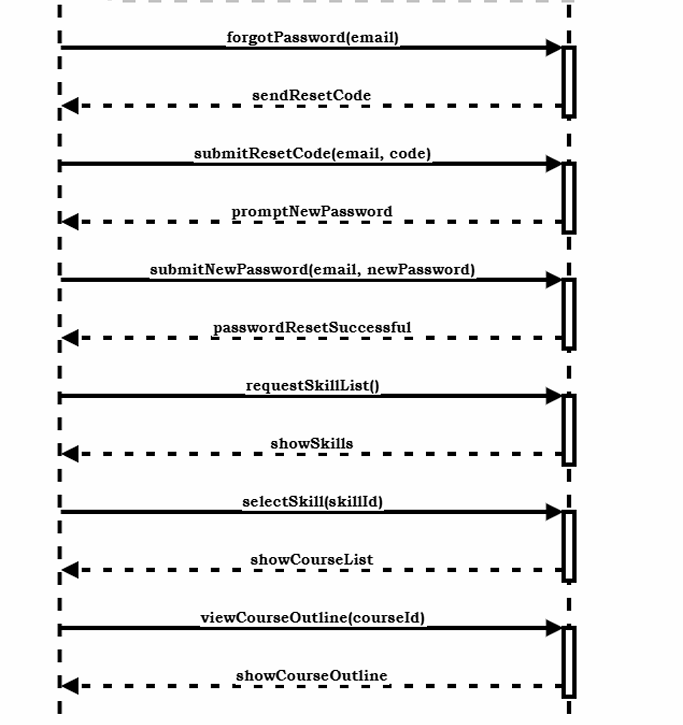 forgotPassword(email)
sendResetCode
submitResetCode(email, code)
promptNewPassword
submitNewPassword(email, newPassword)
passwordResetSuccessful
requestSkillList()
showSkills
selectSkill(skillId)
showCourseList
viewCourseOutline(courseId)
showCourseOutline